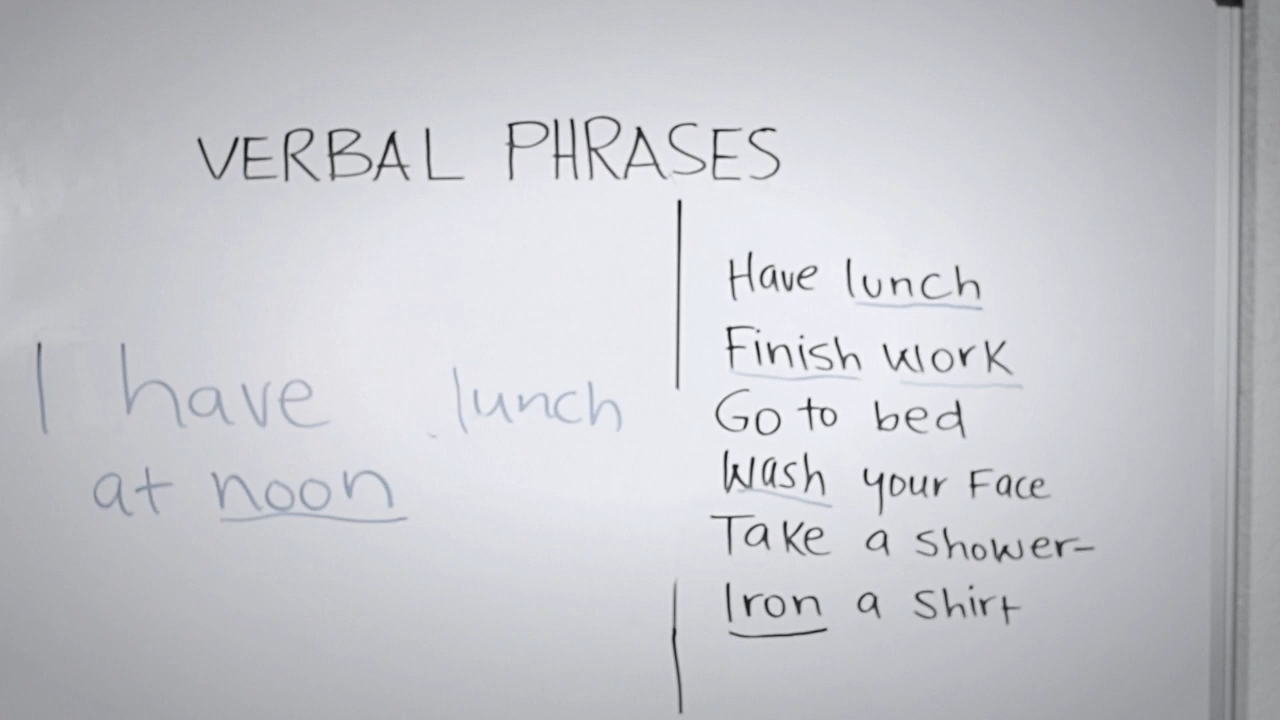 VERBAL PHRASES
I have lunch
at noon
Have lunch
Finish work
Go to bed
Wash your Face
Take a shower-
Iron a shirt